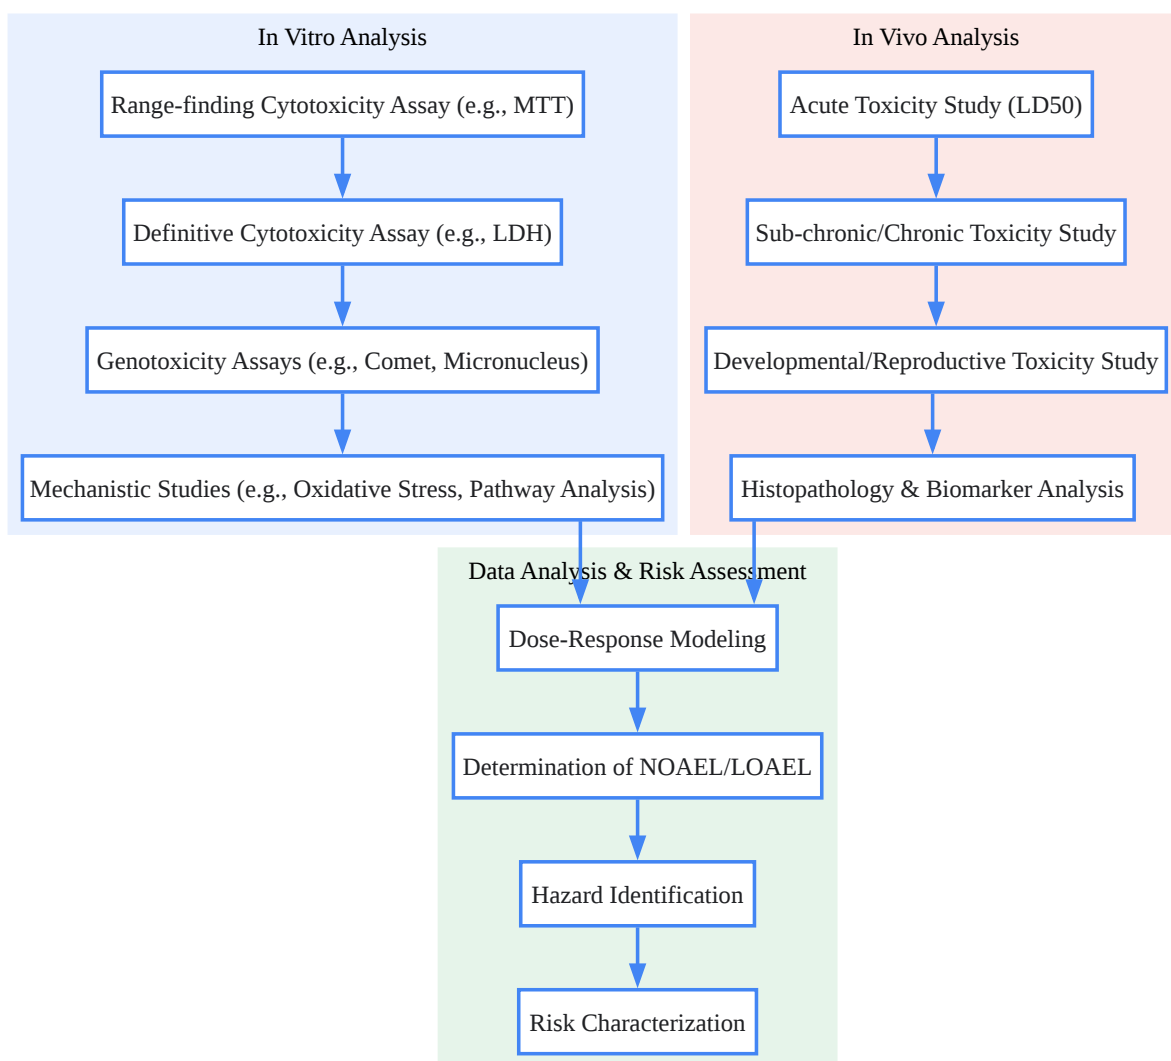 In Vitro Analysis
Range-finding Cytotoxicity Assay (e.g., MTT)
Definitive Cytotoxicity Assay (e.g., LDH)
Genotoxicity Assays (e.g., Comet, Micronucleus)
Mechanistic Studies (e.g., Oxidative Stress, Pathway Analysis)
In Vivo Analysis
Acute Toxicity Study (LD50)
Sub-chronic/Chronic Toxicity Study
Developmental/Reproductive Toxicity Study
Histopathology & Biomarker Analysis
Data Analysis & Risk Assessment
Dose-Response Modeling
Determination of NOAEL/LOAEL
Hazard Identification
Risk Characterization